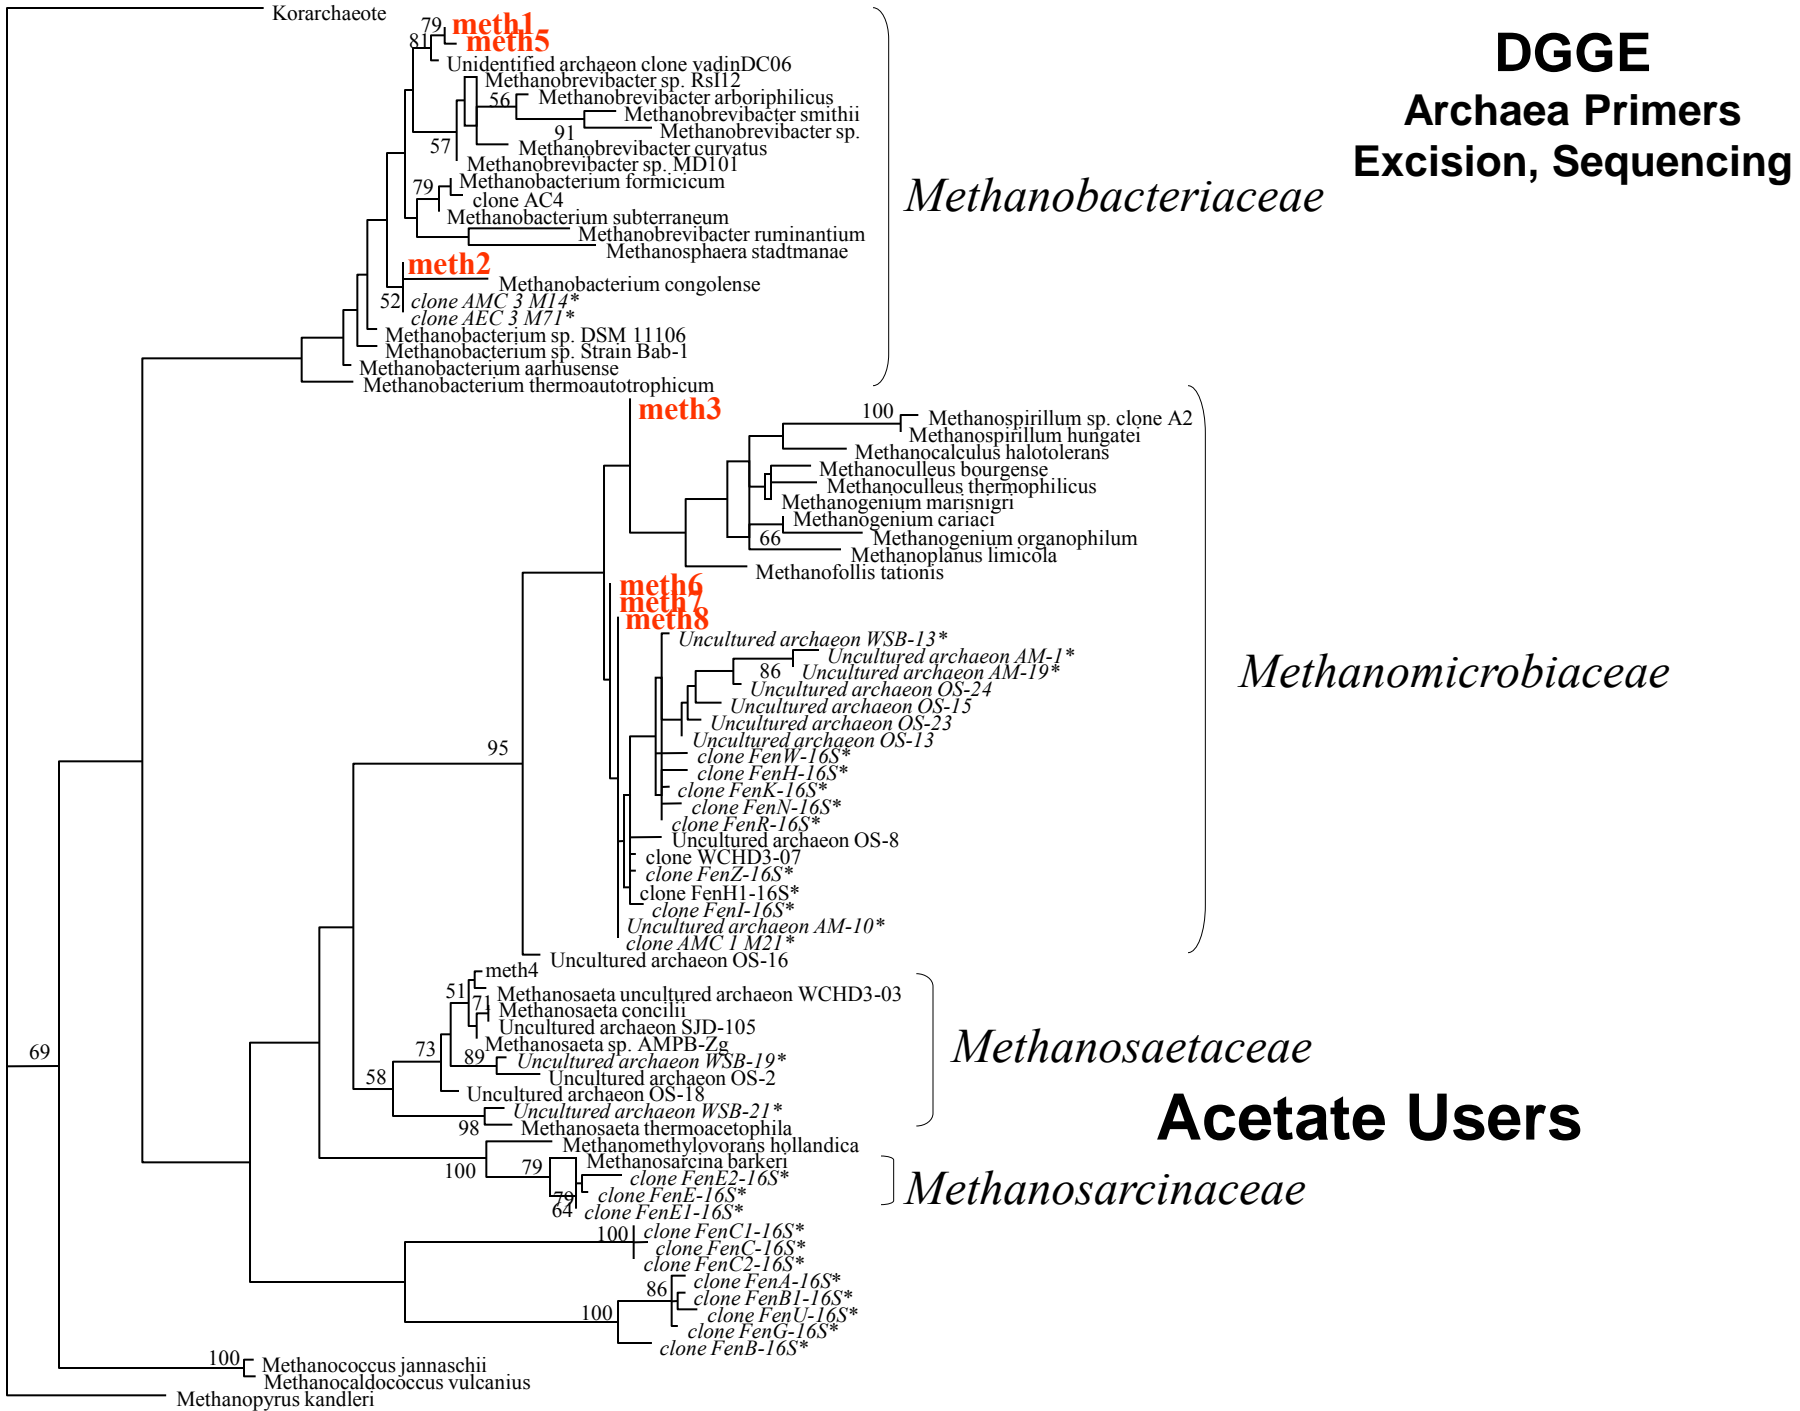 Korarchaeote
DGGE
Archaea Primers
Excision, Sequencing
79
meth1
81
meth5
Unidentified archaeon clone vadinDC06
Methanobrevibacter sp. RsI12
56
Methanobrevibacter arboriphilicus
Methanobrevibacter smithii
91
Methanobrevibacter sp.
57
Methanobrevibacter curvatus
Methanobrevibacter sp. MD101
79
Methanobacterium formicicum
clone AC4
Methanobacterium subterraneum
Methanobrevibacter ruminantium
Methanosphaera stadtmanae
Methanobacteriaceae
meth2
Methanobacterium congolense
52
clone AMC 3 M14*
clone AEC 3 M71*
Methanobacterium sp. DSM 11106
Methanobacterium sp. Strain Bab-1
Methanobacterium aarhusense
Methanobacterium thermoautotrophicum
meth3
100
Methanospirillum sp. clone A2
Methanospirillum hungatei
Methanocalculus halotolerans
Methanoculleus bourgense
Methanoculleus thermophilicus
Methanogenium marisnigri
Methanogenium cariaci
66
Methanogenium organophilum
Methanoplanus limicola
Methanofollis tationis
meth6
meth7
meth8
Uncultured archaeon WSB-13*
Uncultured archaeon AM-1*
86
Uncultured archaeon AM-19*
Uncultured archaeon OS-24
Uncultured archaeon OS-15
Uncultured archaeon OS-23
Uncultured archaeon OS-13
Methanomicrobiaceae
95
clone FenW-16S*
clone FenH-16S*
clone FenK-16S*
clone FenN-16S*
clone FenR-16S*
Uncultured archaeon OS-8
clone WCHD3-07
clone FenZ-16S*
clone FenH1-16S*
clone FenI-16S*
Uncultured archaeon AM-10*
clone AMC 1 M21*
Uncultured archaeon OS-16
meth4
51
71
Methanosaeta uncultured archaeon WCHD3-03
Methanosaeta concilii
Uncultured archaeon SJD-105
Methanosaeta sp. AMPB-Zg
73
89
Uncultured archaeon WSB-19*
Uncultured archaeon OS-2
58
Uncultured archaeon OS-18
Uncultured archaeon WSB-21*
98
Methanosaeta thermoacetophila
Methanosaetaceae
Acetate Users
69
Methanomethylovorans hollandica
100
79
Methanosarcina barkeri
clone FenE2-16S*
79
clone FenE-16S*
64
clone FenE1-16S*
Methanosarcinaceae
100
clone FenC1-16S*
clone FenC-16S*
clone FenC2-16S*
86
clone FenA-16S*
clone FenB1-16S*
100
clone FenU-16S*
clone FenG-16S*
clone FenB-16S*
100
Methanococcus jannaschii
Methanocaldococcus vulcanius
Methanopyrus kandleri